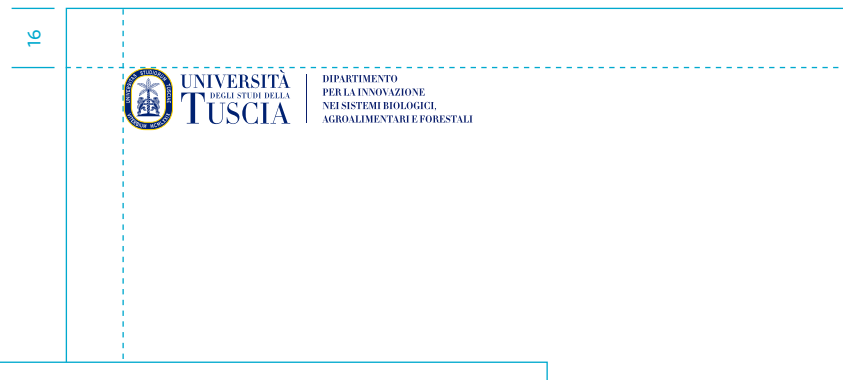 16
UNIVERSITÀ
DEGLI STUDI DELLA
TUSCIA
DIPARTIMENTO
PER LA INNOVAZIONE
NEI SISTEMI BIOLOGICI,
AGROALIMENTARI E FORESTALI